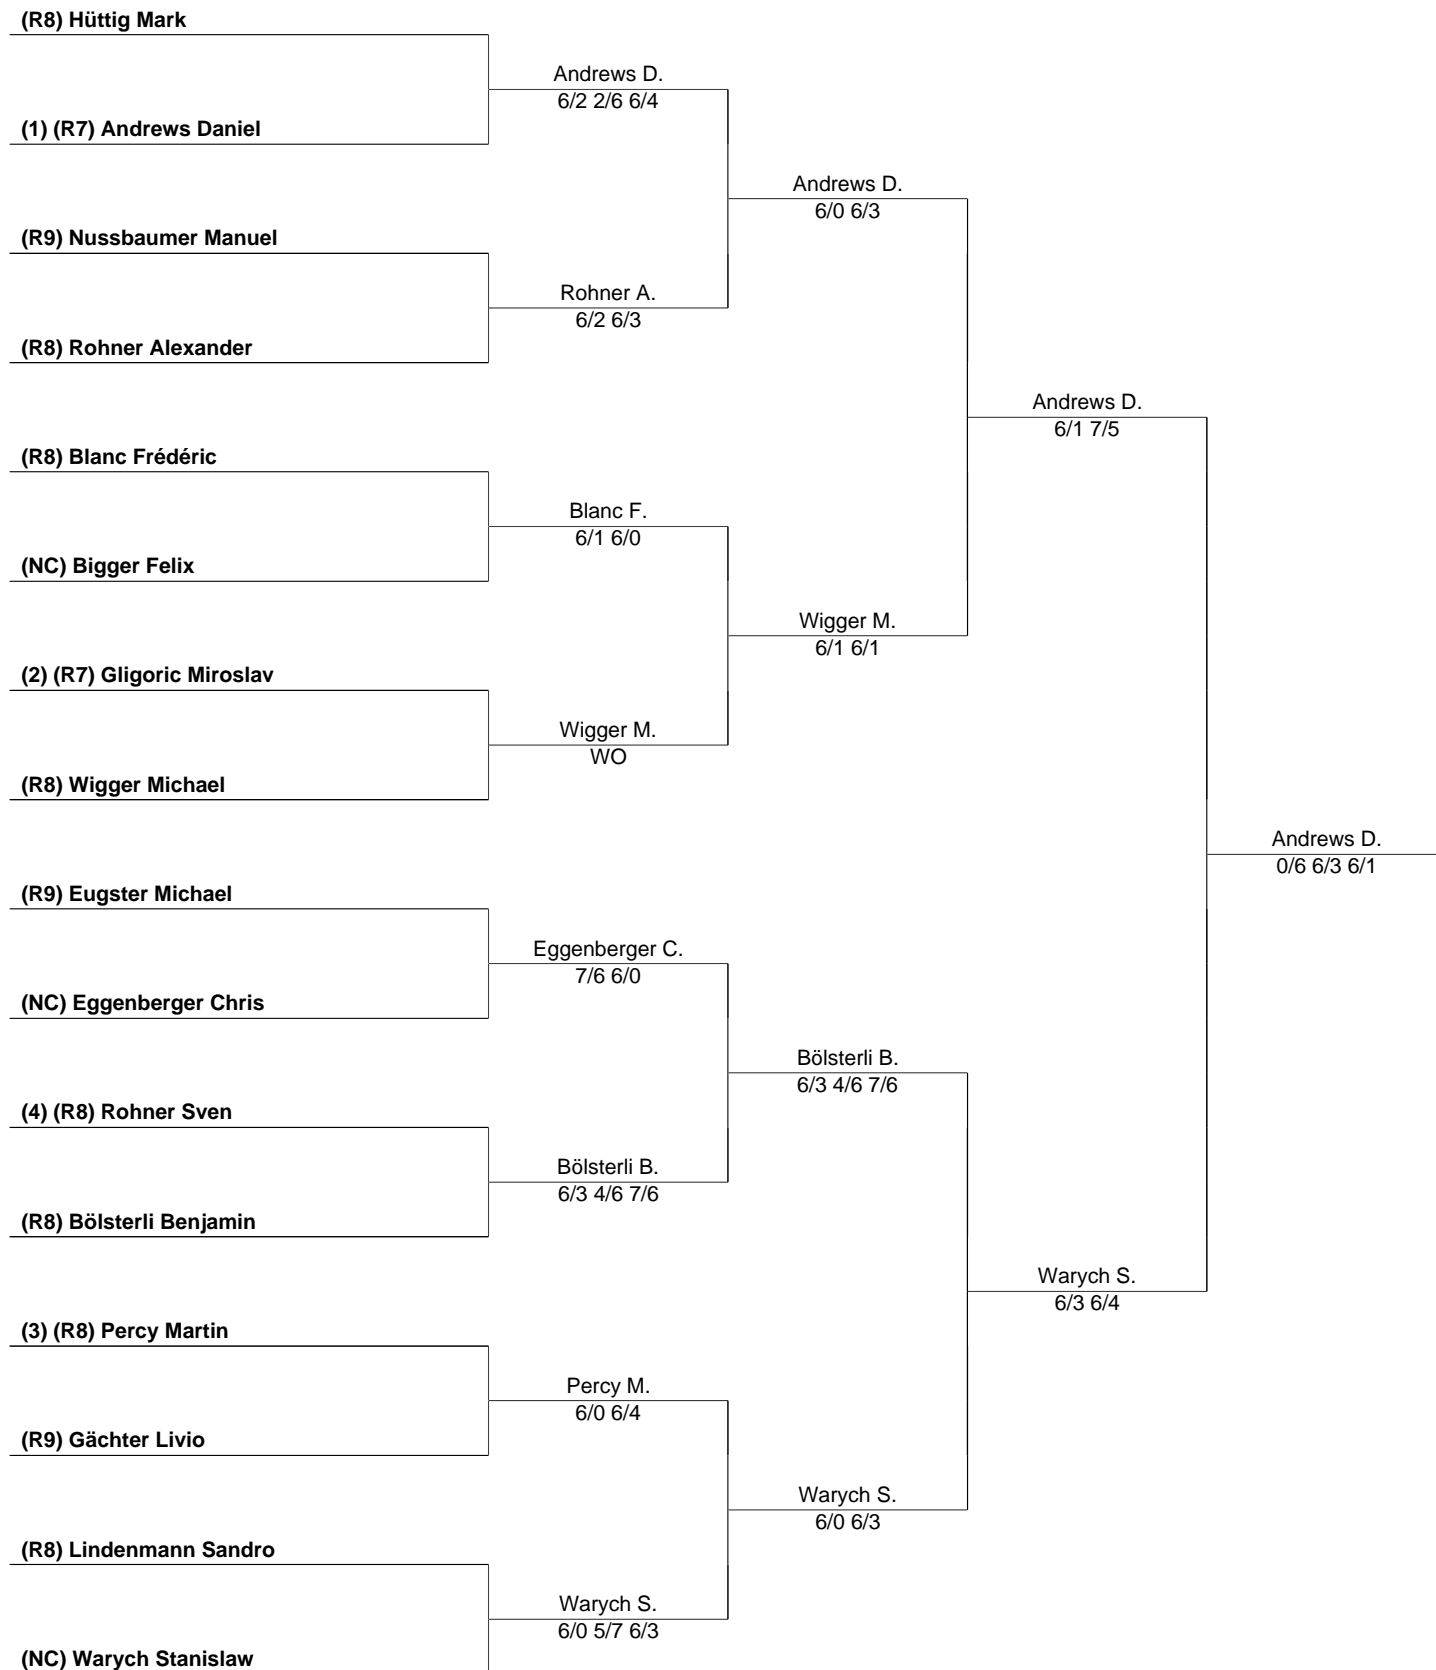 (R8) Hüttig Mark
Andrews D.
6/2 2/6 6/4
(1) (R7) Andrews Daniel
Andrews D.
6/0 6/3
(R9) Nussbaumer Manuel
Rohner A.
6/2 6/3
(R8) Rohner Alexander
Andrews D.
6/1 7/5
(R8) Blanc Frédéric
Blanc F.
6/1 6/0
(NC) Bigger Felix
Wigger M.
6/1 6/1
(2) (R7) Gligoric Miroslav
Wigger M.
WO
(R8) Wigger Michael
Andrews D.
0/6 6/3 6/1
(R9) Eugster Michael
Eggenberger C.
7/6 6/0
(NC) Eggenberger Chris
Bölsterli B.
6/3 4/6 7/6
(4) (R8) Rohner Sven
Bölsterli B.
6/3 4/6 7/6
(R8) Bölsterli Benjamin
Warych S.
6/3 6/4
(3) (R8) Percy Martin
Percy M.
6/0 6/4
(R9) Gächter Livio
Warych S.
6/0 6/3
(R8) Lindenmann Sandro
Warych S.
6/0 5/7 6/3
(NC) Warych Stanislaw